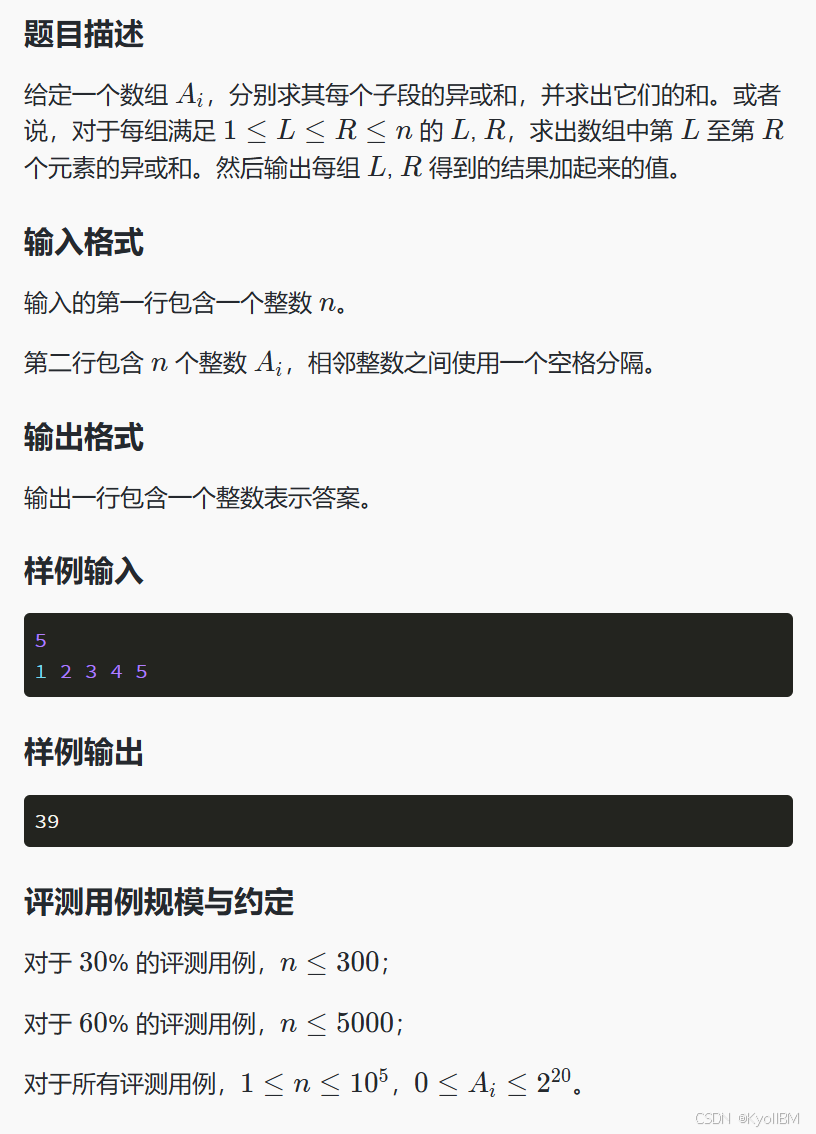 题目描述
给定一个数组 $A_i$，分别求其每个子段的异或和，并求出它们的和。或者
说，对于每组满足 $1 \leq L \leq R \leq n$ 的 $L, R$，求出数组中第 $L$ 至第 $R$
个元素的异或和。然后输出每组 $L, R$ 得到的结果加起来的值。
输入格式
输入的第一行包含一个整数 $n$。
第二行包含 $n$ 个整数 $A_i$，相邻整数之间使用一个空格分隔。
输出格式
输出一行包含一个整数表示答案。
样例输入
5
1 2 3 4 5
样例输出
39
评测用例规模与约定
对于 30% 的评测用例，$n \leq 300$；
对于 60% 的评测用例，$n \leq 5000$；
对于所有评测用例，$1 \leq n \leq 10^5$，$0 \leq A_i \leq 2^{20}$。
CSDN @KyolIBM